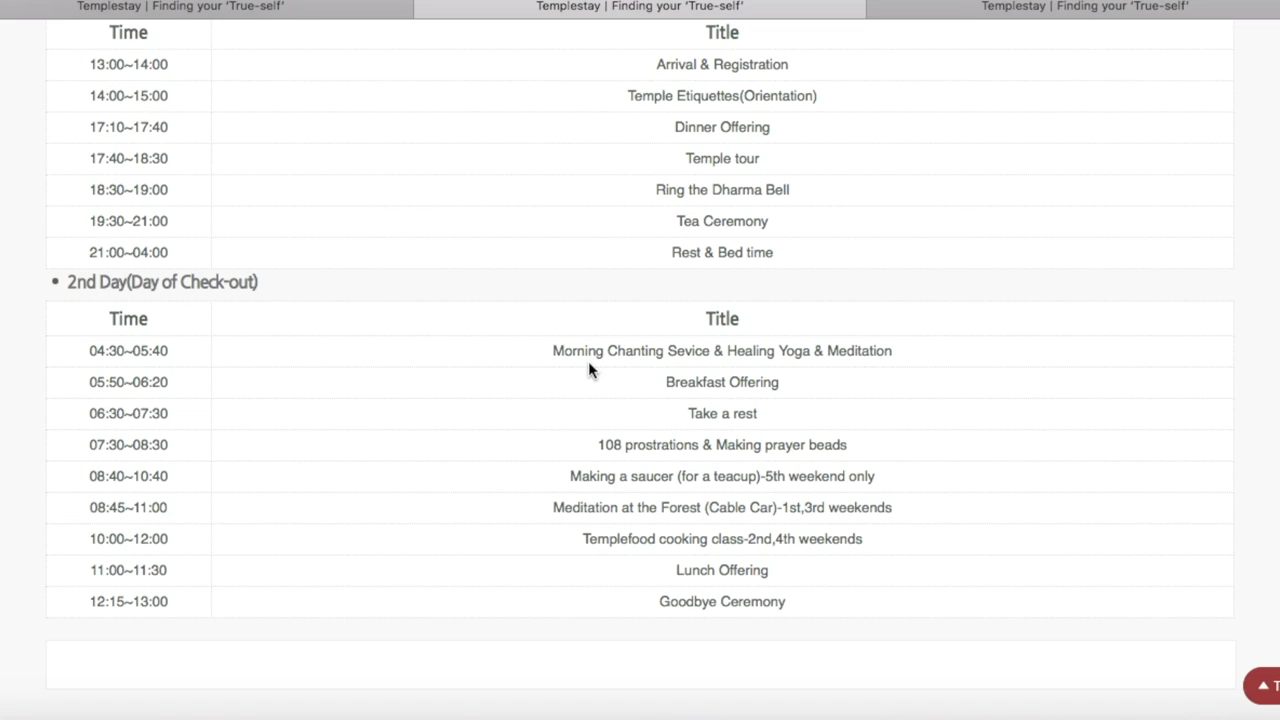 Templestay | Finding your 'True-self' Templestay | Finding your 'True-self' Templestay | Finding your 'True-self'
Time Title
13:00~14:00 Arrival & Registration
14:00~15:00 Temple Etiquettes(Orientation)
17:10~17:40 Dinner Offering
17:40~18:30 Temple tour
18:30~19:00 Ring the Dharma Bell
19:30~21:00 Tea Ceremony
21:00~04:00 Rest & Bed time
• 2nd Day(Day of Check-out)
Time Title
04:30~05:40 Morning Chanting Sevice & Healing Yoga & Meditation
05:50~06:20 Breakfast Offering
06:30~07:30 Take a rest
07:30~08:30 108 prostrations & Making prayer beads
08:40~10:40 Making a saucer (for a teacup)-5th weekend only
08:45~11:00 Meditation at the Forest (Cable Car)-1st,3rd weekends
10:00~12:00 Templefood cooking class-2nd,4th weekends
11:00~11:30 Lunch Offering
12:15~13:00 Goodbye Ceremony